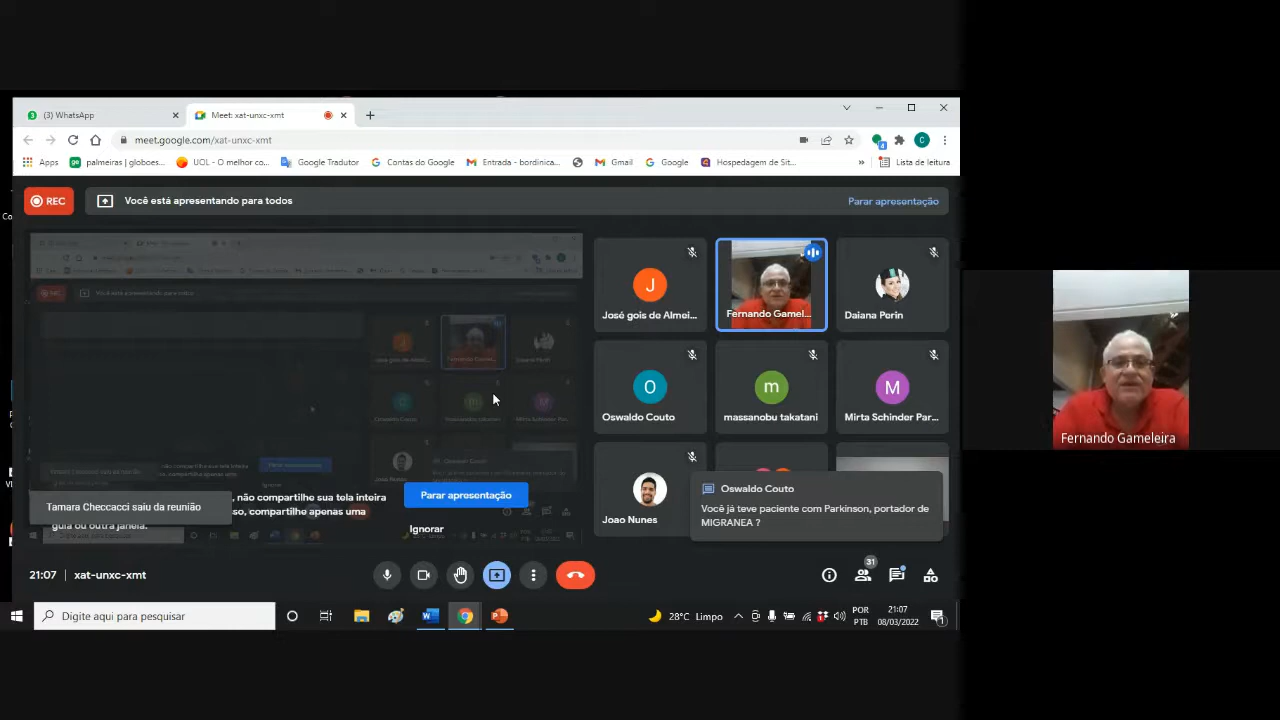 (3) WhatsApp
Meet: xat-unxc-xmt
meet.google.com/xat-unxc-xmt
Apps
palmeiras | globoes...
UOL - O melhor co...
Google Tradutor
Contas do Google
Entrada - bordinica...
Gmail
Google
Hospedagem de Sit...
Lista de leitura
REC
Você está apresentando para todos
Parar apresentação
José gois de Almei...
Fernando Gamel...
Daiana Perin
Oswaldo Couto
massanobu takatani
Mirta Schinder Par...
Joao Nunes
Oswaldo Couto
Você já teve paciente com Parkinson, portador de
MIGRANEA ?
Tamara Checcacci saiu da reunião
, não compartilhe sua tela inteira
so, compartilhe apenas uma
guia ou outra janela.
Parar apresentação
Ignorar
Fernando Gameleira
21:07 | xat-unxc-xmt
31
Digite aqui para pesquisar
28°C Limpo
POR
PTB
21:07
08/03/2022